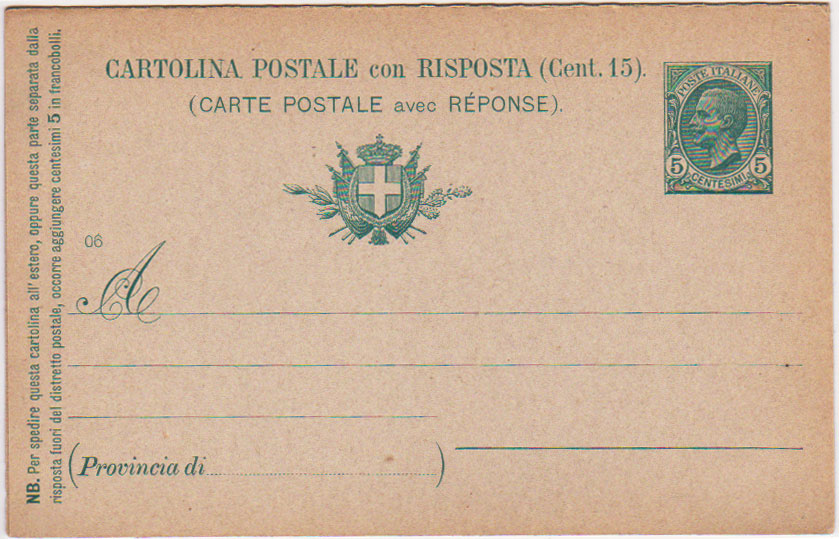 CARTOLINA POSTALE con RISPOSTA (Cent. 15).
(CARTE POSTALE avec RÉPONSE).
POSTE ITALIANE
5 5
CENTESIMI
06
A
(Provincia di )
NB. Per spedire questa cartolina all' estero, oppure questa parte separata dalla
risposta fuori del distretto postale, occorre aggiungere centesimi 5 in francobolli.